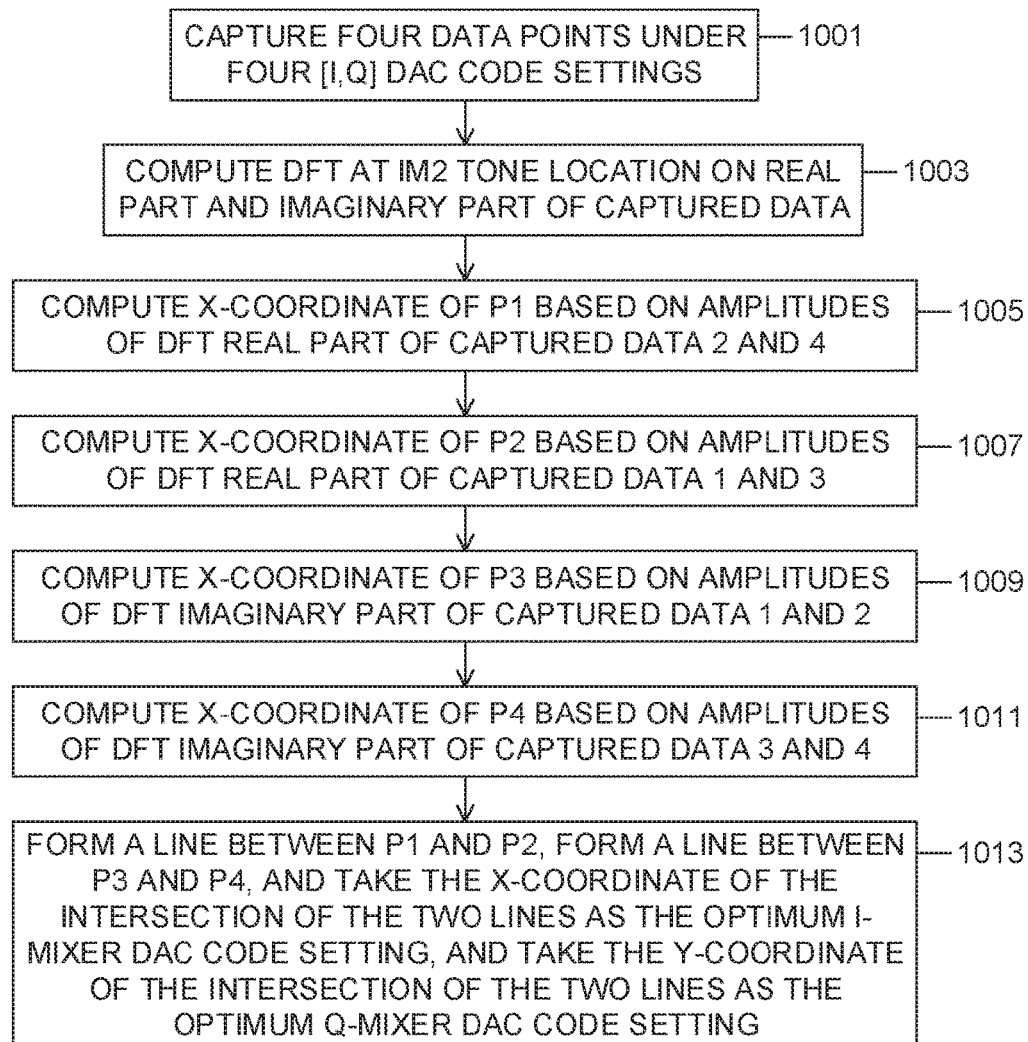 CAPTURE FOUR DATA POINTS UNDER
FOUR [I,Q] DAC CODE SETTINGS
1001
COMPUTE DFT AT IM2 TONE LOCATION ON REAL
PART AND IMAGINARY PART OF CAPTURED DATA
1003
COMPUTE X-COORDINATE OF P1 BASED ON AMPLITUDES
OF DFT REAL PART OF CAPTURED DATA 2 AND 4
1005
COMPUTE X-COORDINATE OF P2 BASED ON AMPLITUDES
OF DFT REAL PART OF CAPTURED DATA 1 AND 3
1007
COMPUTE X-COORDINATE OF P3 BASED ON AMPLITUDES
OF DFT IMAGINARY PART OF CAPTURED DATA 1 AND 2
1009
COMPUTE X-COORDINATE OF P4 BASED ON AMPLITUDES
OF DFT IMAGINARY PART OF CAPTURED DATA 3 AND 4
1011
FORM A LINE BETWEEN P1 AND P2, FORM A LINE BETWEEN
P3 AND P4, AND TAKE THE X-COORDINATE OF THE
INTERSECTION OF THE TWO LINES AS THE OPTIMUM I-
MIXER DAC CODE SETTING, AND TAKE THE Y-COORDINATE
OF THE INTERSECTION OF THE TWO LINES AS THE
OPTIMUM Q-MIXER DAC CODE SETTING
1013